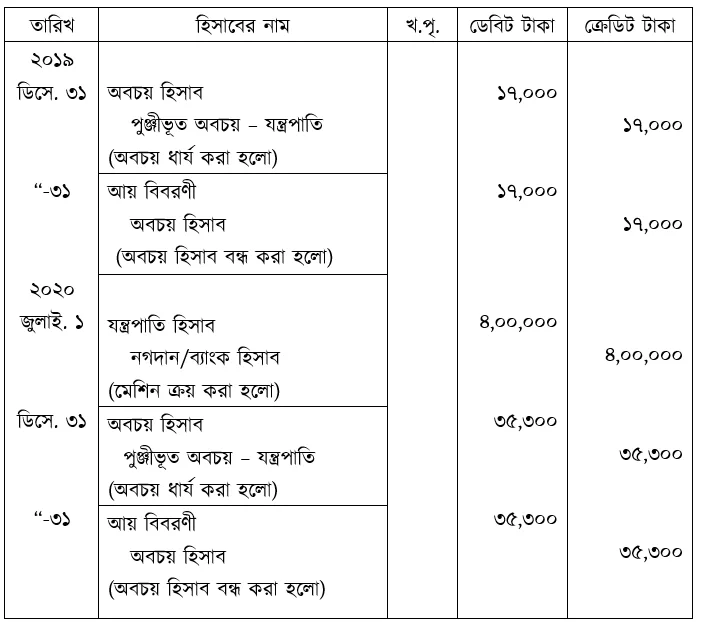 তারিখ হিসাবের নাম খ.পৃ. ডেবিট টাকা ক্রেডিট টাকা
২০১৯
ডিসে. ৩১ অবচয় হিসাব ১৭,০০০
পুঞ্জীভূত অবচয় – যন্ত্রপাতি ১৭,০০০
(অবচয় ধার্য করা হলো)
“-৩১ আয় বিবরণী ১৭,০০০
অবচয় হিসাব ১৭,০০০
(অবচয় হিসাব বন্ধ করা হলো)
২০২০
জুলাই. ১ যন্ত্রপাতি হিসাব ৪,০০,০০০
নগদান/ব্যাংক হিসাব ৪,০০,০০০
(মেশিন ক্রয় করা হলো)
ডিসে. ৩১ অবচয় হিসাব ৩৫,৩০০
পুঞ্জীভূত অবচয় – যন্ত্রপাতি ৩৫,৩০০
(অবচয় ধার্য করা হলো)
“-৩১ আয় বিবরণী ৩৫,৩০০
অবচয় হিসাব ৩৫,৩০০
(অবচয় হিসাব বন্ধ করা হলো)